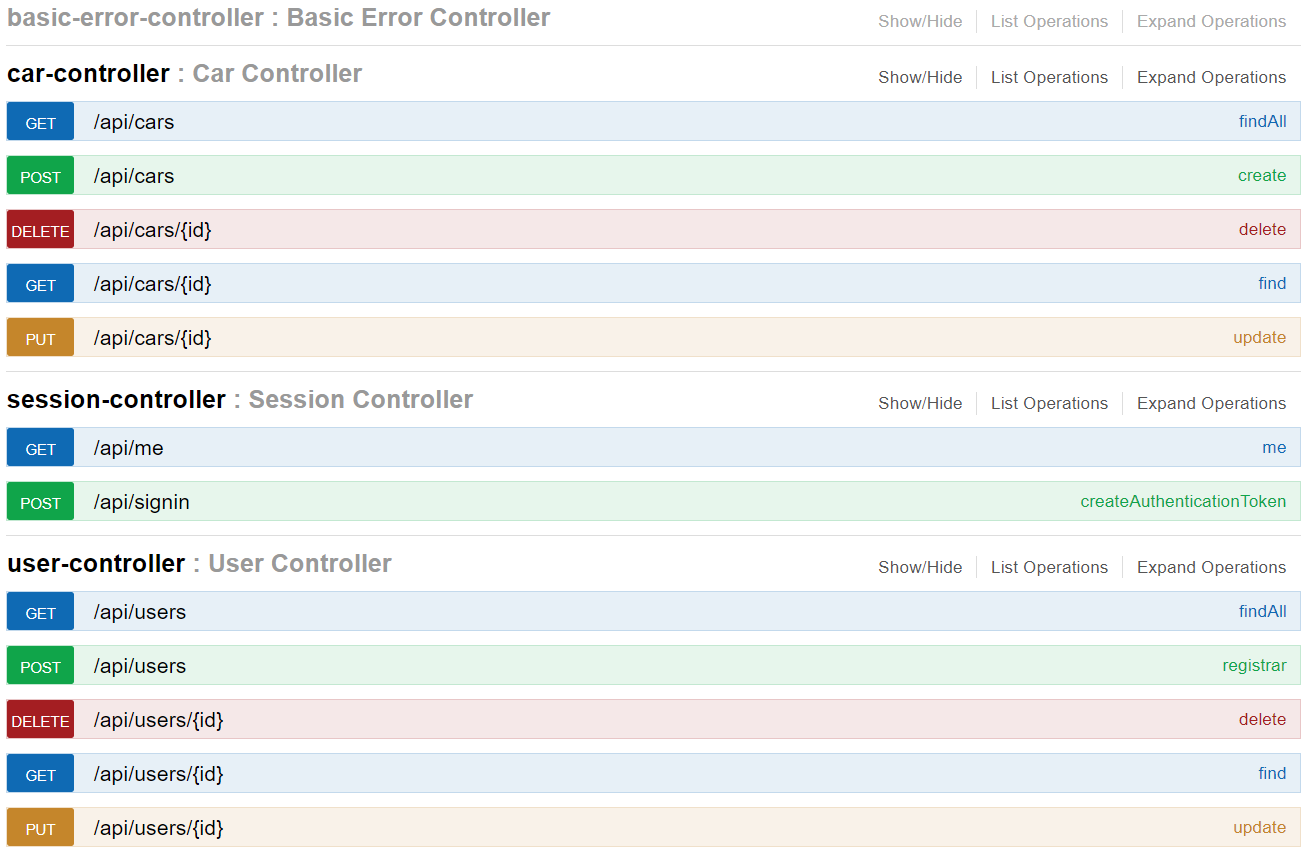 basic-error-controller : Basic Error Controller Show/Hide List Operations Expand Operations
car-controller : Car Controller Show/Hide List Operations Expand Operations
GET /api/cars findAll
POST /api/cars create
DELETE /api/cars/{id} delete
GET /api/cars/{id} find
PUT /api/cars/{id} update
session-controller : Session Controller Show/Hide List Operations Expand Operations
GET /api/me me
POST /api/signin createAuthenticationToken
user-controller : User Controller Show/Hide List Operations Expand Operations
GET /api/users findAll
POST /api/users registrar
DELETE /api/users/{id} delete
GET /api/users/{id} find
PUT /api/users/{id} update